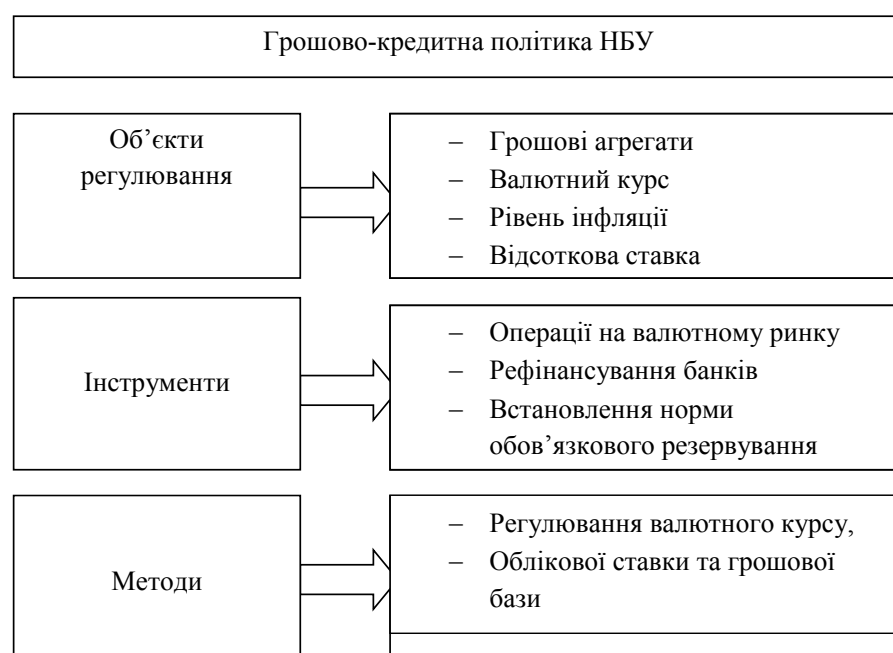 Грошово-кредитна політика НБУ
Об’єкти
регулювання
– Грошові агрегати
– Валютний курс
– Рівень інфляції
– Відсоткова ставка
Інструменти
– Операції на валютному ринку
– Рефінансування банків
– Встановлення норми
обов’язкового резервування
Методи
– Регулювання валютного курсу,
– Облікової ставки та грошової
бази